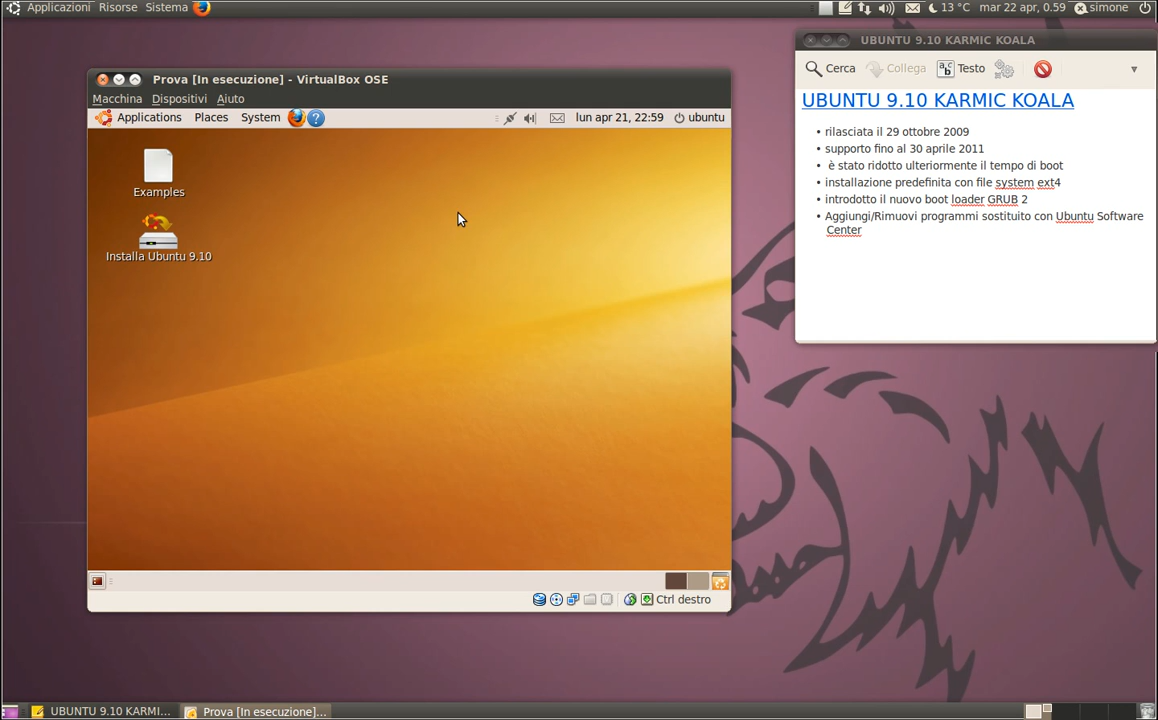 Applicazioni Risorse Sistema
13 °C mar 22 apr, 0.59 simone
Prova [In esecuzione] - VirtualBox OSE
Macchina Dispositivi Aiuto
Applications Places System ?
lun apr 21, 22:59 ubuntu
Examples
Installa Ubuntu 9.10
Ctrl destro
UBUNTU 9.10 KARMIC KOALA
Cerca Collega abc Testo
UBUNTU 9.10 KARMIC KOALA
• rilasciata il 29 ottobre 2009
• supporto fino al 30 aprile 2011
• è stato ridotto ulteriormente il tempo di boot
• installazione predefinita con file system ext4
• introdotto il nuovo boot loader GRUB 2
• Aggiungi/Rimuovi programmi sostituito con Ubuntu Software
Center
UBUNTU 9.10 KARMI... Prova [In esecuzione]...